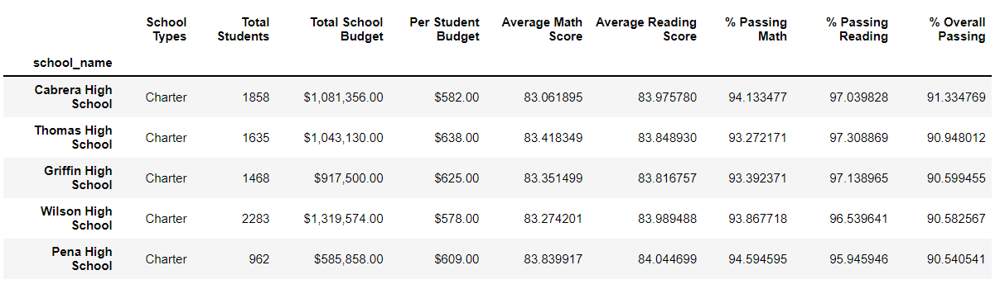 School Types Total Students Total School Budget Per Student Budget Average Math Score Average Reading Score % Passing Math % Passing Reading % Overall Passing
school_name
Cabrera High School Charter 1858 $1,081,356.00 $582.00 83.061895 83.975780 94.133477 97.039828 91.334769
Thomas High School Charter 1635 $1,043,130.00 $638.00 83.418349 83.848930 93.272171 97.308869 90.948012
Griffin High School Charter 1468 $917,500.00 $625.00 83.351499 83.816757 93.392371 97.138965 90.599455
Wilson High School Charter 2283 $1,319,574.00 $578.00 83.274201 83.989488 93.867718 96.539641 90.582567
Pena High School Charter 962 $585,858.00 $609.00 83.839917 84.044699 94.594595 95.945946 90.540541